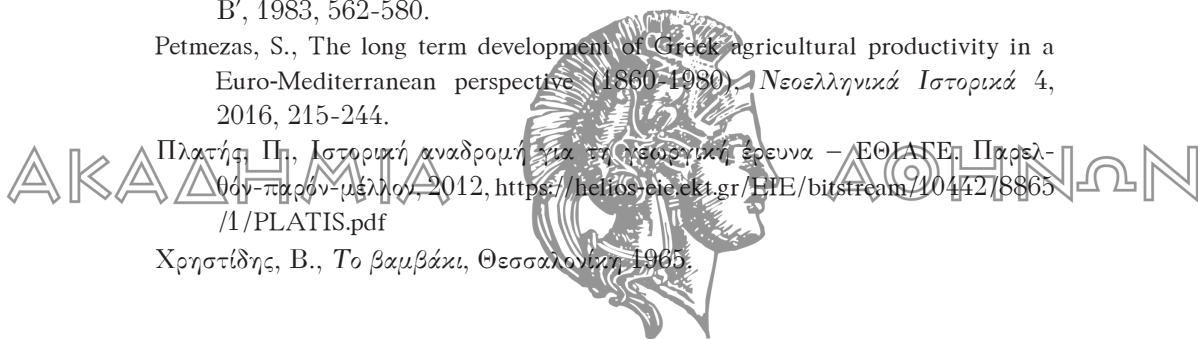 Β′, 1983, 562-580.
Petmezas, S., The long term development of Greek agricultural productivity in a
Euro-Mediterranean perspective (1860-1980), Νεοελληνικά Ιστορικά 4,
2016, 215-244.
Πλατής, Π., Ιστορική αναδρομή για τη γεωργική έρευνα – ΕΘΙΑΓΕ. Παρελ-
θόν-παρόν-μέλλον, 2012, https://helios-eie.ekt.gr/EIE/bitstream/10442/8865
/1/PLATIS.pdf
Χρηστίδης, Β., Το βαμβάκι, Θεσσαλονίκη 1965.
ΑΚΑΔΗΜΙΑ ΑΘΗΝΩΝ